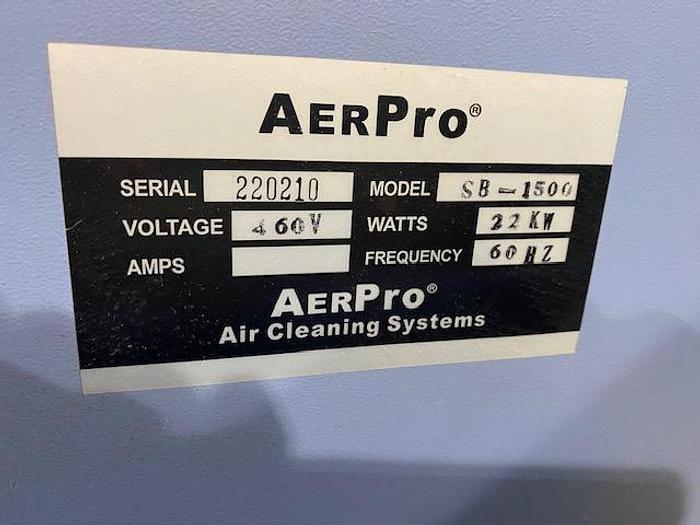 AERPRO®
SERIAL 220210 MODEL SB-1500
VOLTAGE 460V WATTS 22KW
AMPS FREQUENCY 60HZ
AERPRO®
Air Cleaning Systems